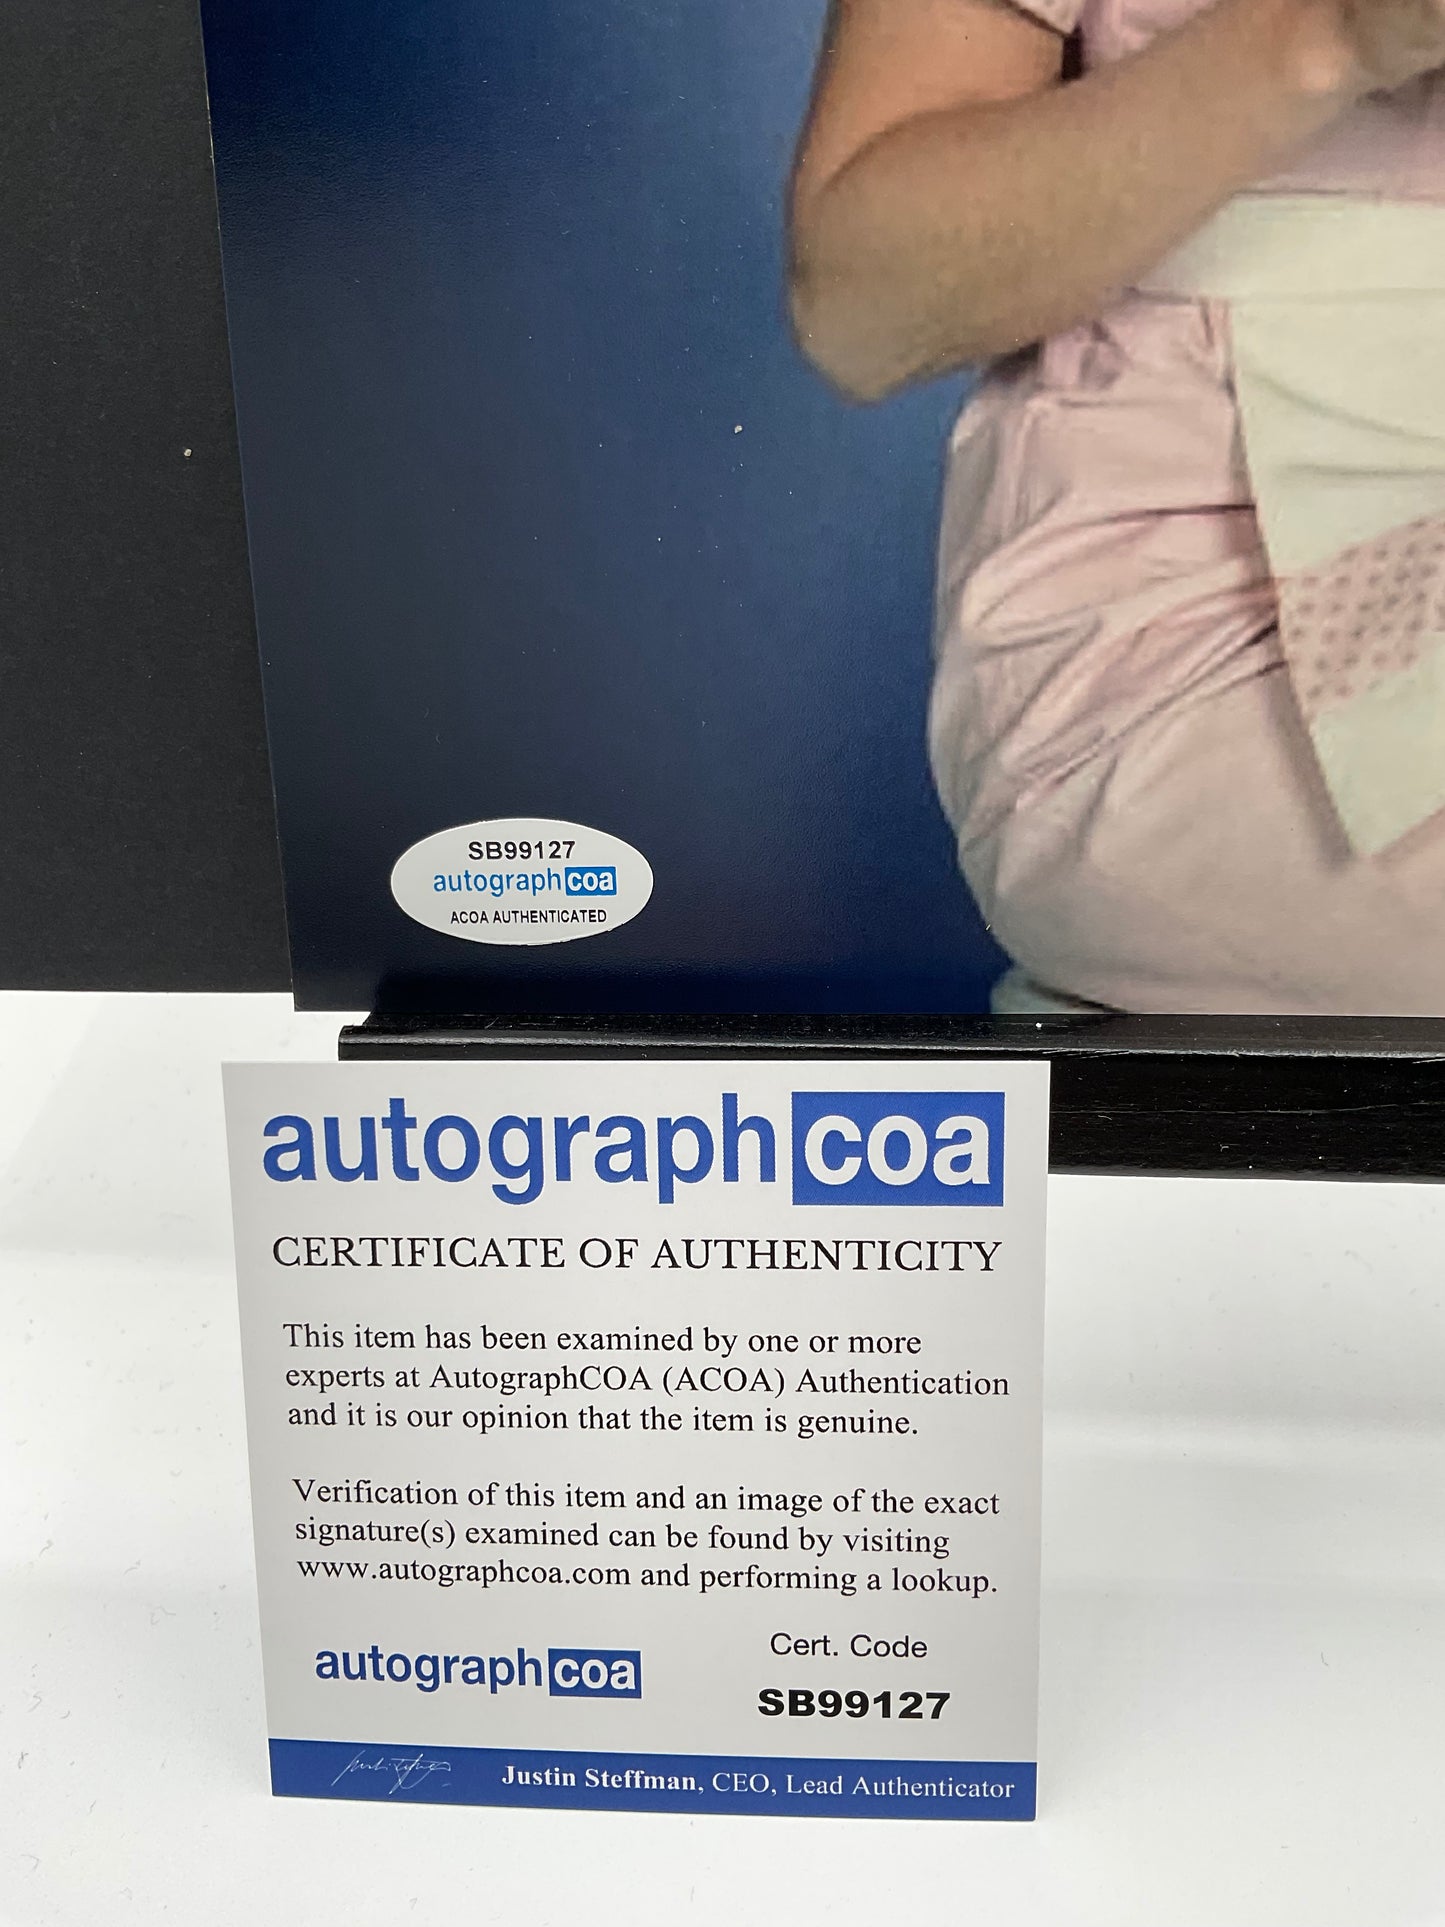 SB99127
autographcoa
ACOA AUTHENTICATED
autographcoa
CERTIFICATE OF AUTHENTICITY
This item has been examined by one or more
experts at AutographCOA (ACOA) Authentication
and it is our opinion that the item is genuine.
Verification of this item and an image of the exact
signature(s) examined can be found by visiting
www.autographcoa.com and performing a lookup.
autographcoa
Cert. Code
SB99127
Justin Steffman, CEO, Lead Authenticator